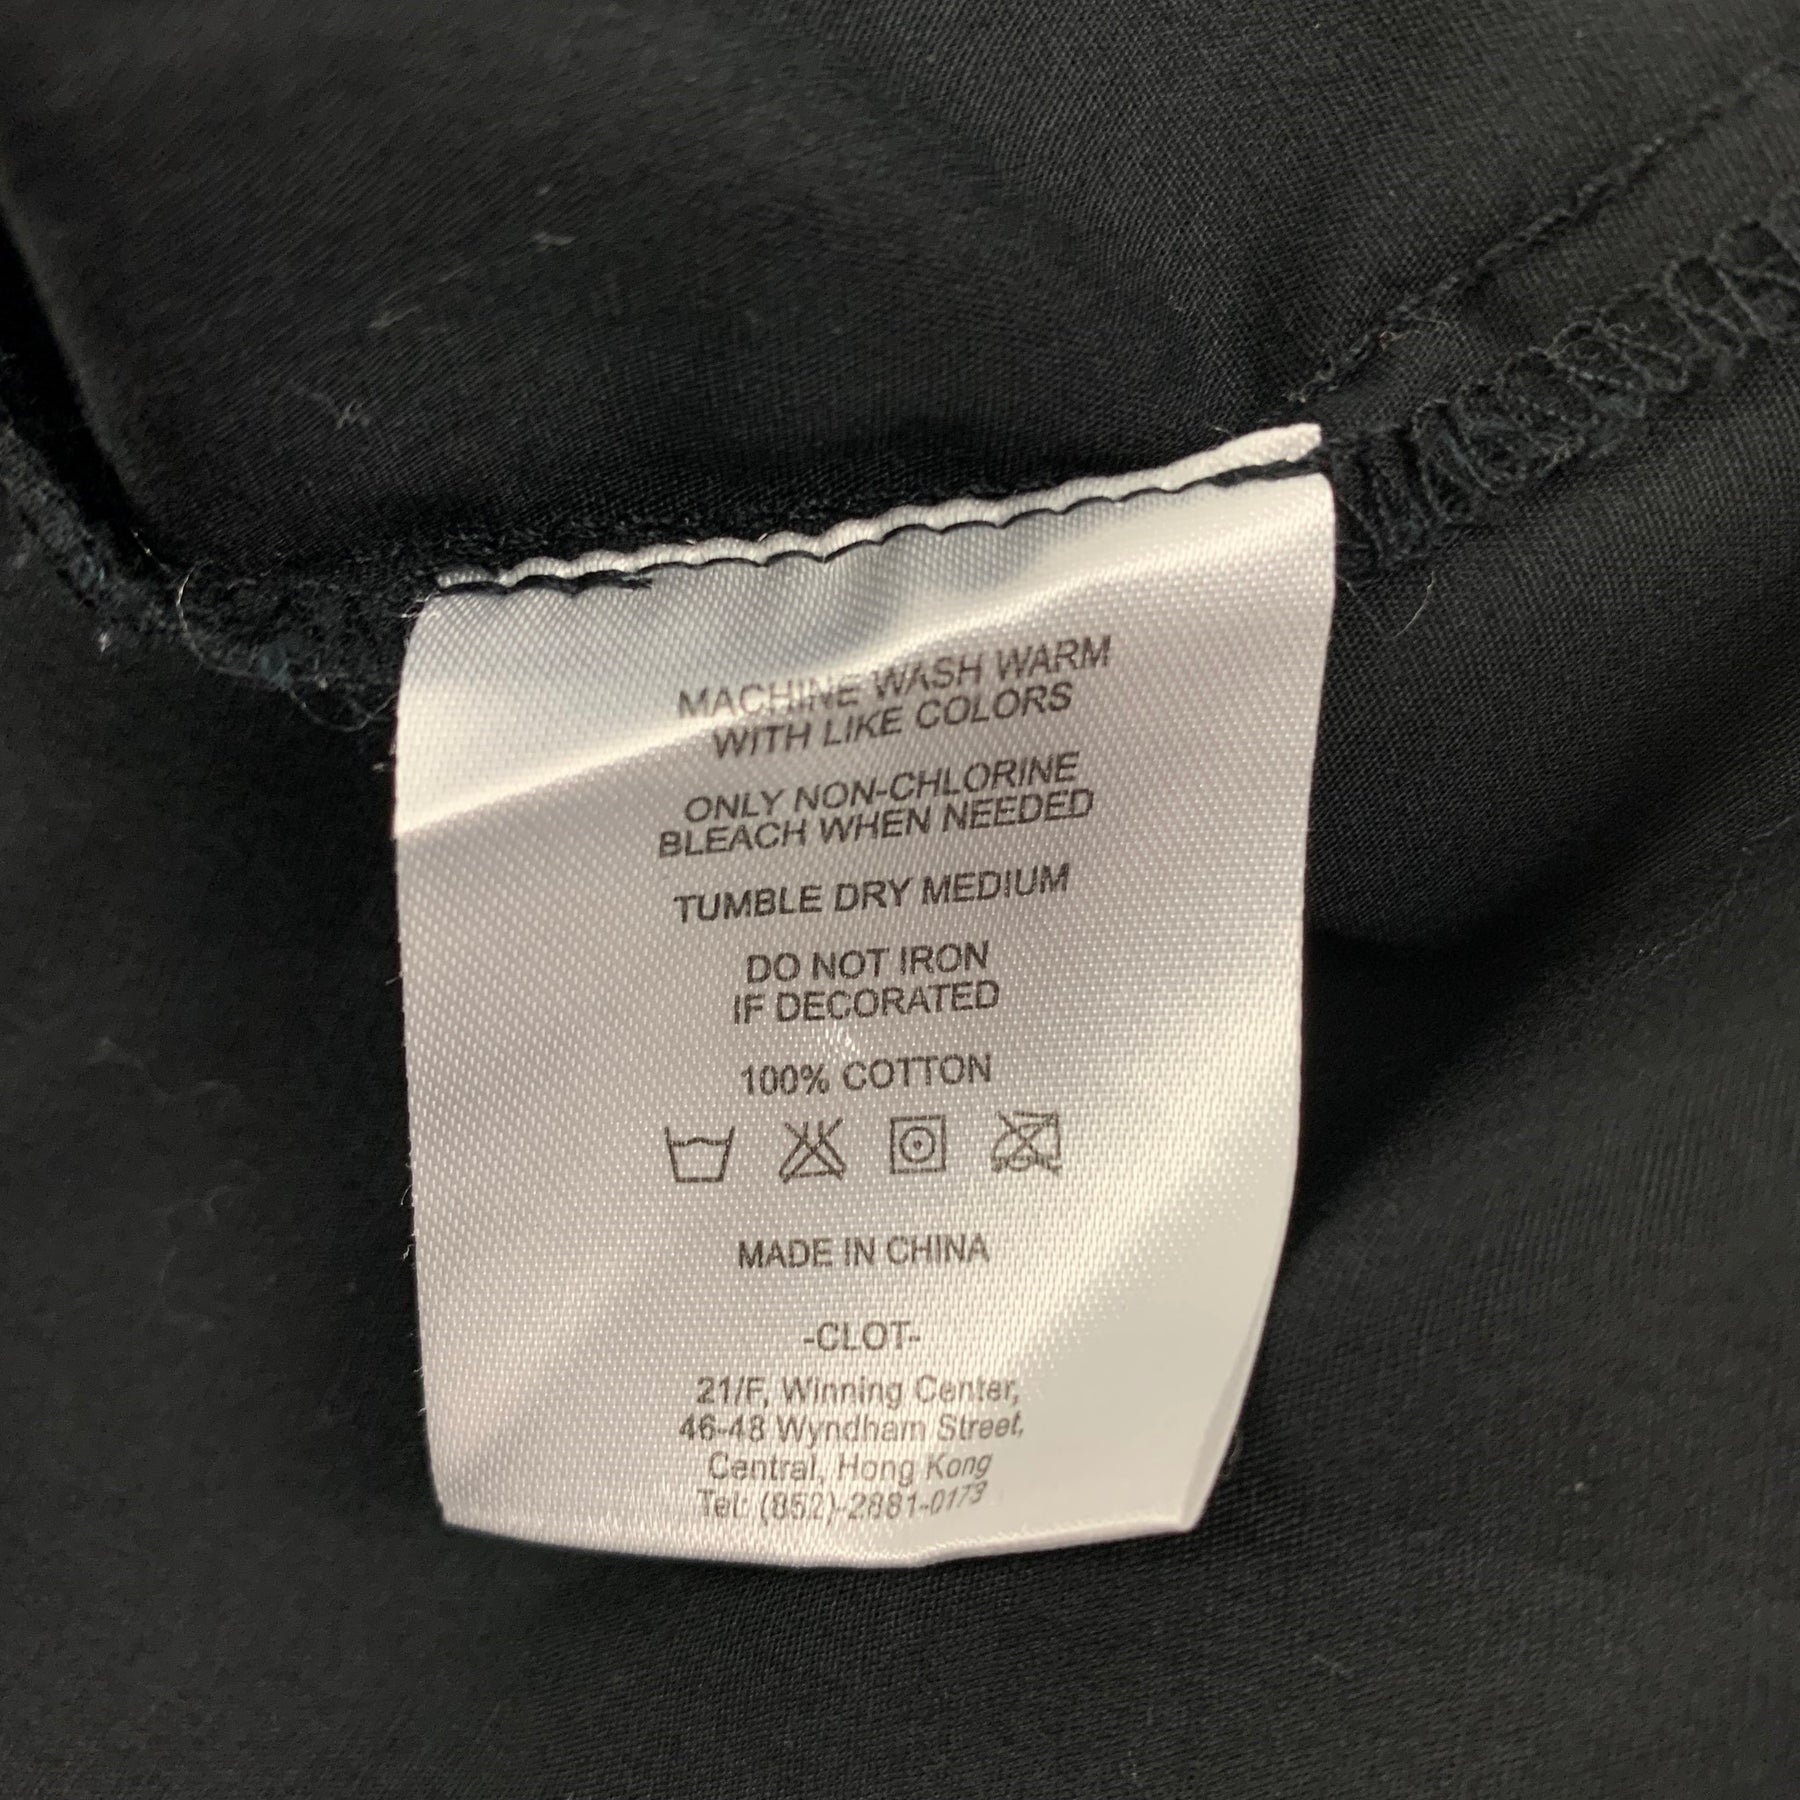 MACHINE WASH WARM
WITH LIKE COLORS
ONLY NON-CHLORINE
BLEACH WHEN NEEDED
TUMBLE DRY MEDIUM
DO NOT IRON
IF DECORATED
100% COTTON
MADE IN CHINA
-CLOT-
21/F, Winning Center,
46-48 Wyndham Street,
Central, Hong Kong
Tel: (852)-2881-0173